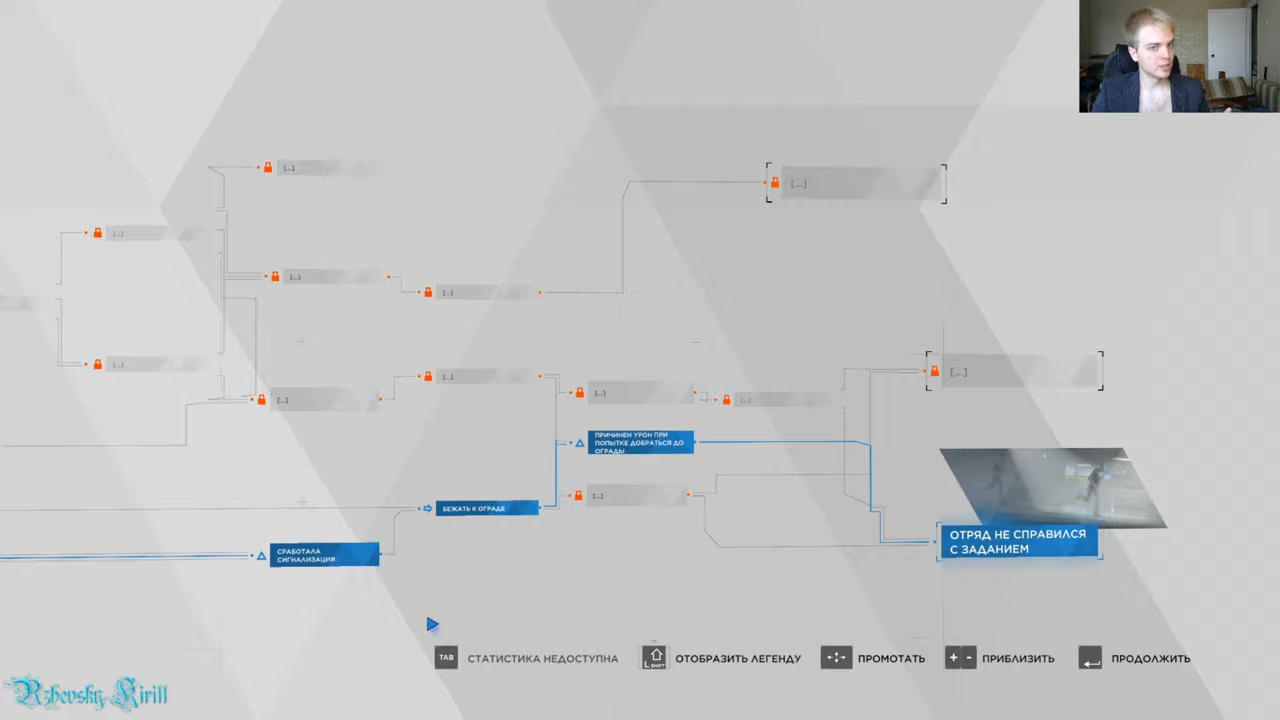 [...]
[...]
[...]
[...]
[...]
[...]
[...]
[...]
[...]
[...]
[...]
ПРИЧИНЕН УРОН ПРИ
ПОПЫТКЕ ДОБРАТЬСЯ ДО
ОГРАДЫ
[...]
БЕЖАТЬ К ОГРАДЕ
СРАБОТАЛА
СИГНАЛИЗАЦИЯ
ОТРЯД НЕ СПРАВИЛСЯ
С ЗАДАНИЕМ
TAB СТАТИСТИКА НЕДОСТУПНА
L SHIFT ОТОБРАЗИТЬ ЛЕГЕНДУ
ПРОМОТАТЬ
+ - ПРИБЛИЗИТЬ
ПРОДОЛЖИТЬ
Rzhevsky Kirill